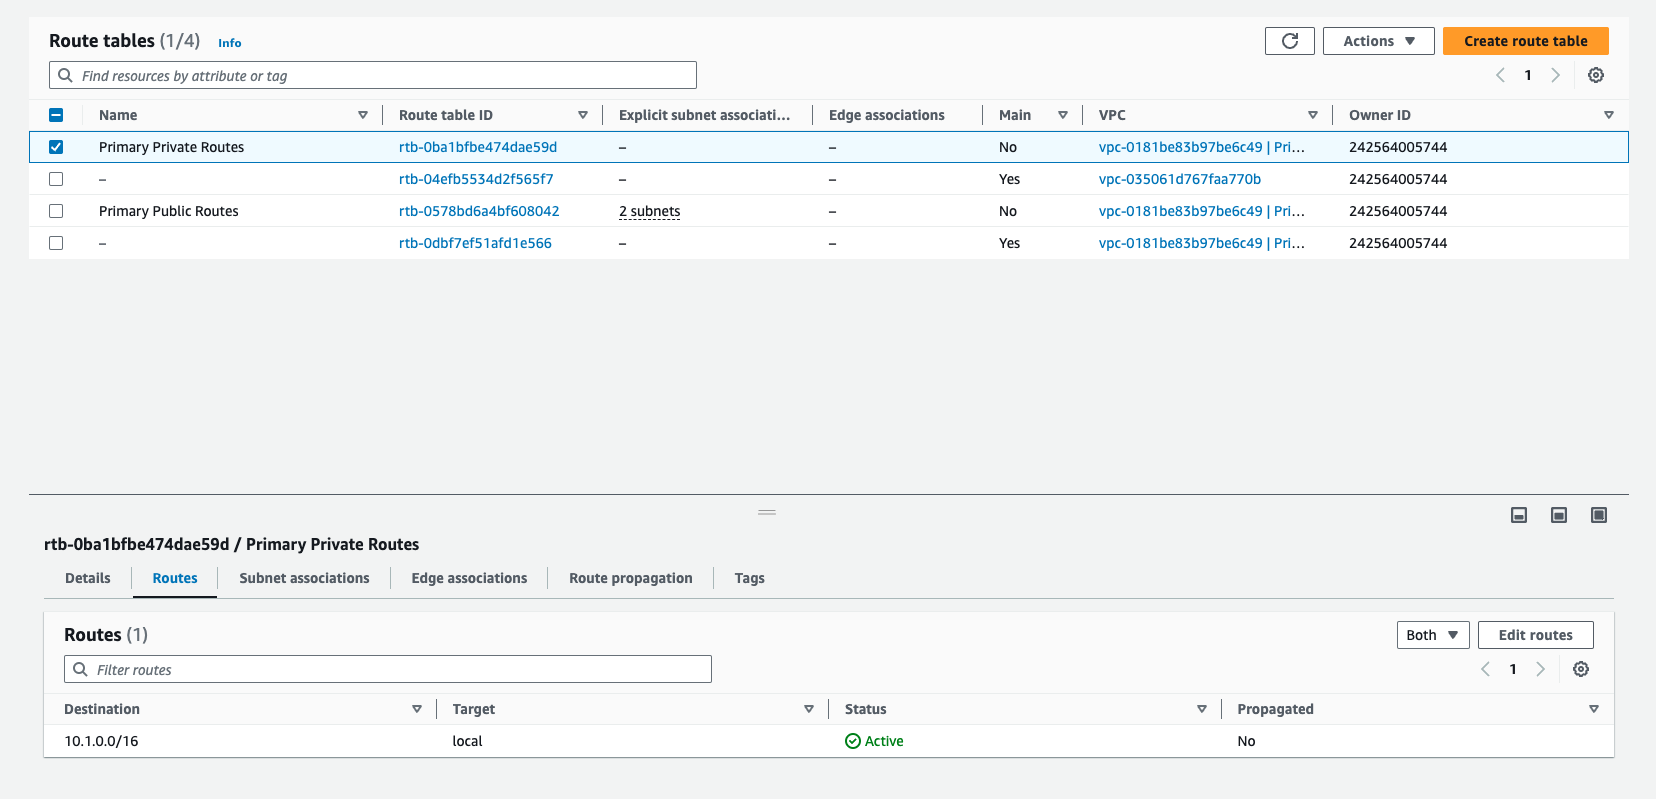 Route tables (1/4) Info
Actions
Create route table
Find resources by attribute or tag
1
Name Route table ID Explicit subnet associati... Edge associations Main VPC Owner ID
Primary Private Routes rtb-0ba1bfbe474dae59d – – No vpc-0181be83b97be6c49 | Pri... 242564005744
– rtb-04efb5534d2f565f7 – – Yes vpc-035061d767faa770b 242564005744
Primary Public Routes rtb-0578bd6a4bf608042 2 subnets – No vpc-0181be83b97be6c49 | Pri... 242564005744
– rtb-0dbf7ef51afd1e566 – – Yes vpc-0181be83b97be6c49 | Pri... 242564005744
rtb-0ba1bfbe474dae59d / Primary Private Routes
Details Routes Subnet associations Edge associations Route propagation Tags
Routes (1)
Both
Edit routes
Filter routes
1
Destination Target Status Propagated
10.1.0.0/16 local Active No